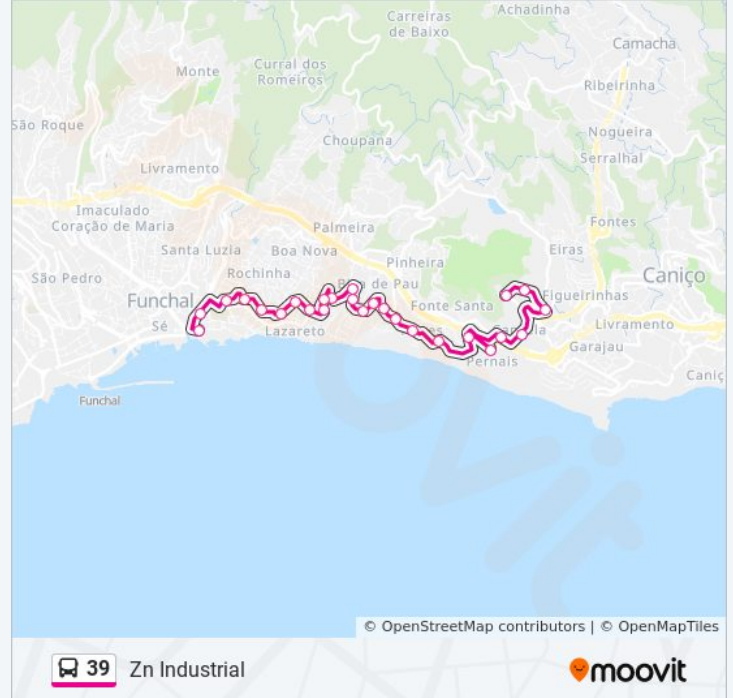 Carreiras
de Baixo
Achadinha
Camacha
Curral dos
Romeiros
Monte
Ribeirinha
São Roque
Choupana
Nogueira
Serralhal
Livramento
Imaculado
Coração de Maria
Palmeira
Fontes
Santa Luzia
Boa Nova
Eiras
Pinheira
São Pedro
Rochinha
Caniço
Funchal
Fonte Santa
Figueirinhas
Sé
Lazareto
Livramento
Garajau
Pernais
Caniç
Funchal
ovit
© OpenStreetMap contributors | © OpenMapTiles
39 Zn Industrial
moovit